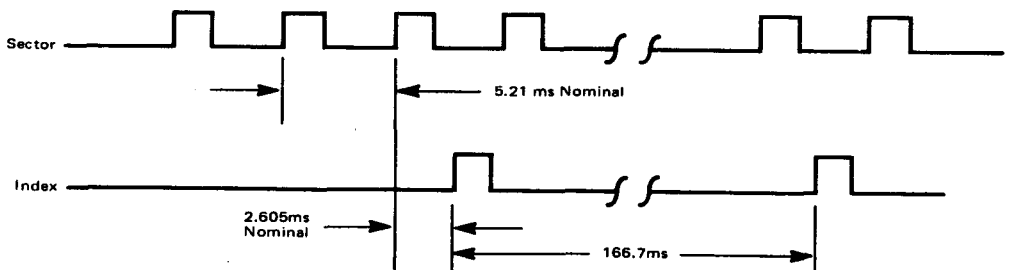 Sector
5.21 ms Nominal
Index
2.605ms
Nominal
166.7ms